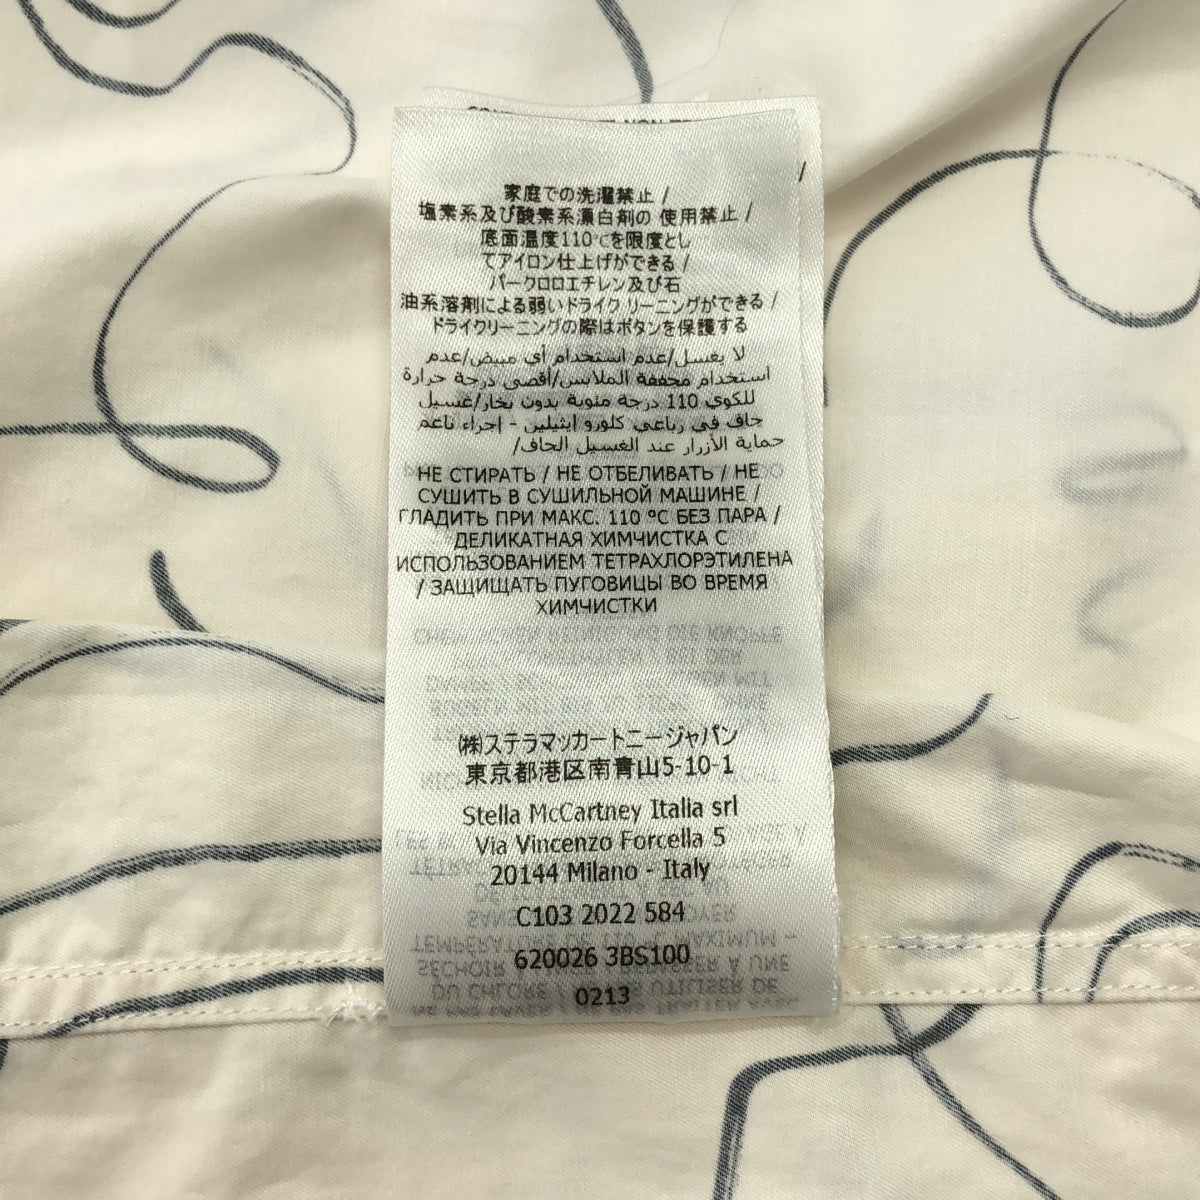 家庭での洗濯禁止 /
塩素系及び酸素系漂白剤の 使用禁止 /
底面温度110℃を限度とし
てアイロン仕上げができる /
パークロロエチレン及び石
油系溶剤による弱いドライク リーニングができる /
ドライクリーニングの際はボタンを保護する
لا يغسل/عدم استخدام أي مبيض/عدم
استخدام مجففة الملابس/أقصى درجة حرارة
للكوي 110 درجة مئوية بدون بخار/غسيل
جاف في رباعي كلورو إيثيلين - إجراء ناعم
حماية الأزرار عند الغسيل الجاف/
НЕ СТИРАТЬ / НЕ ОТБЕЛИВАТЬ / НЕ
СУШИТЬ В СУШИЛЬНОЙ МАШИНЕ /
ГЛАДИТЬ ПРИ МАКС. 110 ºC БЕЗ ПАРА /
ДЕЛИКАТНАЯ ХИМЧИСТКА С
ИСПОЛЬЗОВАНИЕМ ТЕТРАХЛОРЭТИЛЕНА
/ ЗАЩИЩАТЬ ПУГОВИЦЫ ВО ВРЕМЯ
ХИМЧИСТКИ
㈱ステラマッカートニージャパン
東京都港区南青山5-10-1
Stella McCartney Italia srl
Via Vincenzo Forcella 5
20144 Milano - Italy
C103 2022 584
620026 3BS100
0213